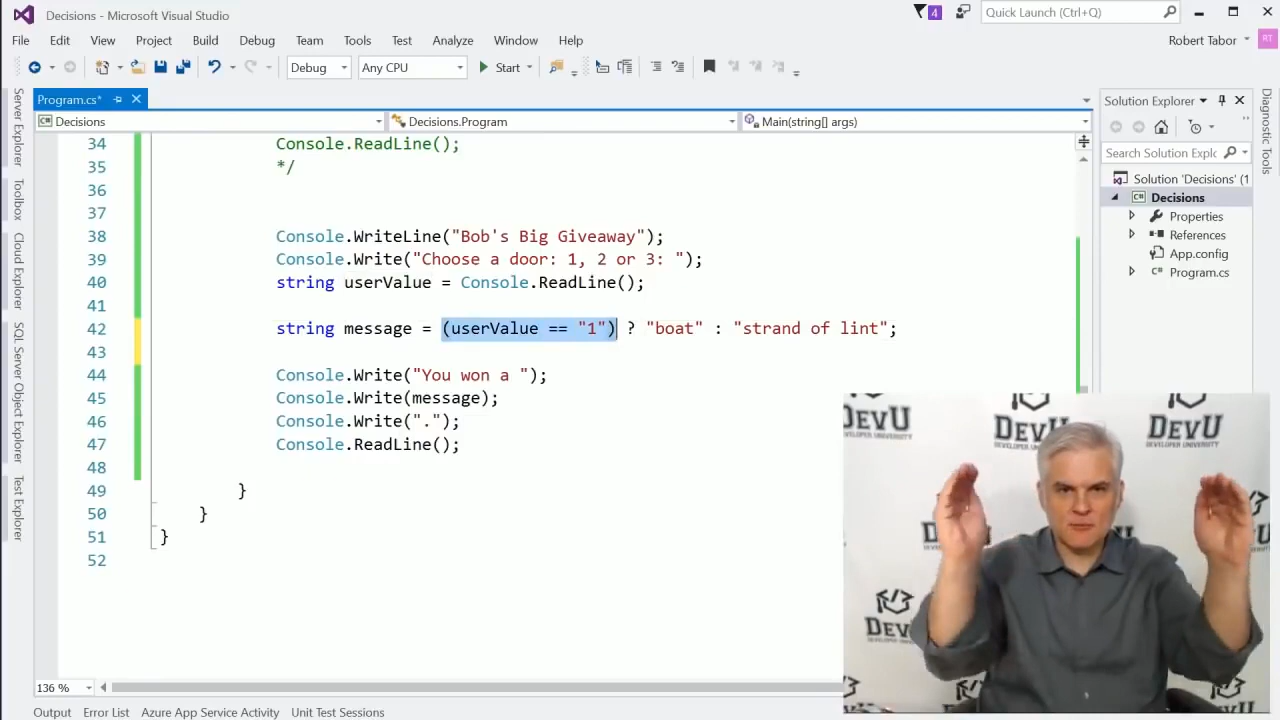 Decisions - Microsoft Visual Studio
4
Quick Launch (Ctrl+Q)
File Edit View Project Build Debug Team Tools Test Analyze Window Help
Robert Tabor RT
Debug Any CPU Start
Program.cs*
Decisions Decisions.Program Main(string[] args)
Server Explorer
Toolbox
Cloud Explorer
SQL Server Object Explorer
Test Explorer
34 Console.ReadLine();
35 */
36
37
38 Console.WriteLine("Bob's Big Giveaway");
39 Console.Write("Choose a door: 1, 2 or 3: ");
40 string userValue = Console.ReadLine();
41
42 string message = (userValue == "1") ? "boat" : "strand of lint";
43
44 Console.Write("You won a ");
45 Console.Write(message);
46 Console.Write(".");
47 Console.ReadLine();
48
49 }
50 }
51 }
52
Solution Explorer
Search Solution Explc
Solution 'Decisions' (1
Decisions
Properties
References
App.config
Program.cs
Diagnostic Tools
DEVU
DEVELOPER UNIVERSITY
DEVU
DEVELOPER UNIVERSITY
136 %
Output Error List Azure App Service Activity Unit Test Sessions